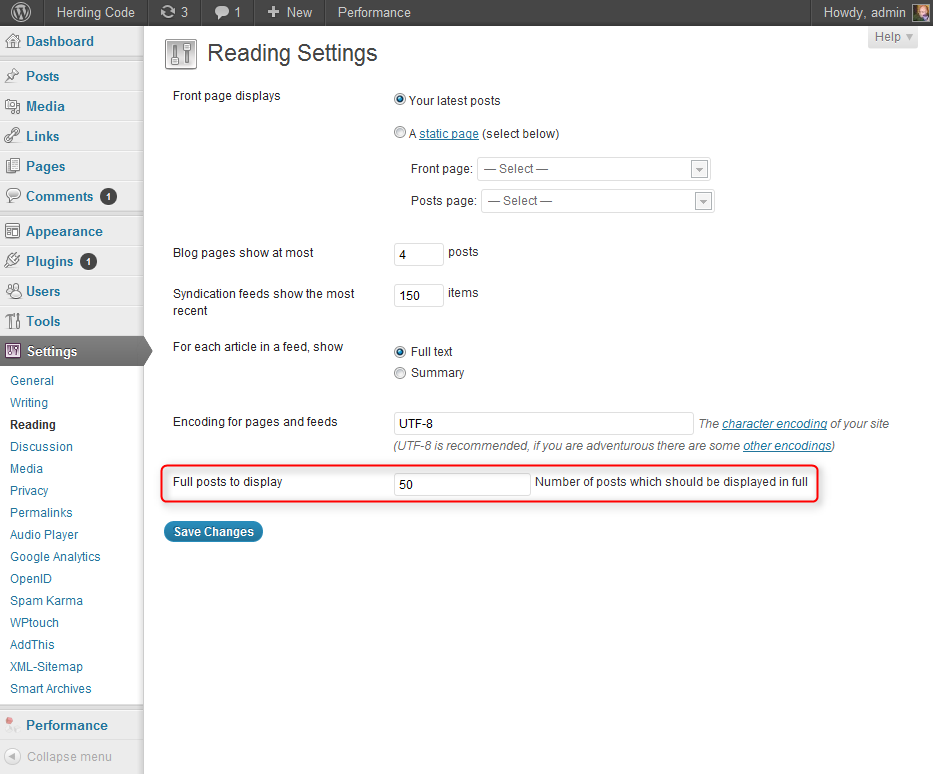 Herding Code 3 1 New Performance Howdy, admin
Help
Dashboard
Posts
Media
Links
Pages
Comments 1
Appearance
Plugins 1
Users
Tools
Settings
General
Writing
Reading
Discussion
Media
Privacy
Permalinks
Audio Player
Google Analytics
OpenID
Spam Karma
WPtouch
AddThis
XML-Sitemap
Smart Archives
Performance
Collapse menu
Reading Settings
Front page displays
Your latest posts
A static page (select below)
Front page: — Select —
Posts page: — Select —
Blog pages show at most 4 posts
Syndication feeds show the most
recent
150 items
For each article in a feed, show
Full text
Summary
Encoding for pages and feeds UTF-8 The character encoding of your site
(UTF-8 is recommended, if you are adventurous there are some other encodings)
Full posts to display 50 Number of posts which should be displayed in full
Save Changes